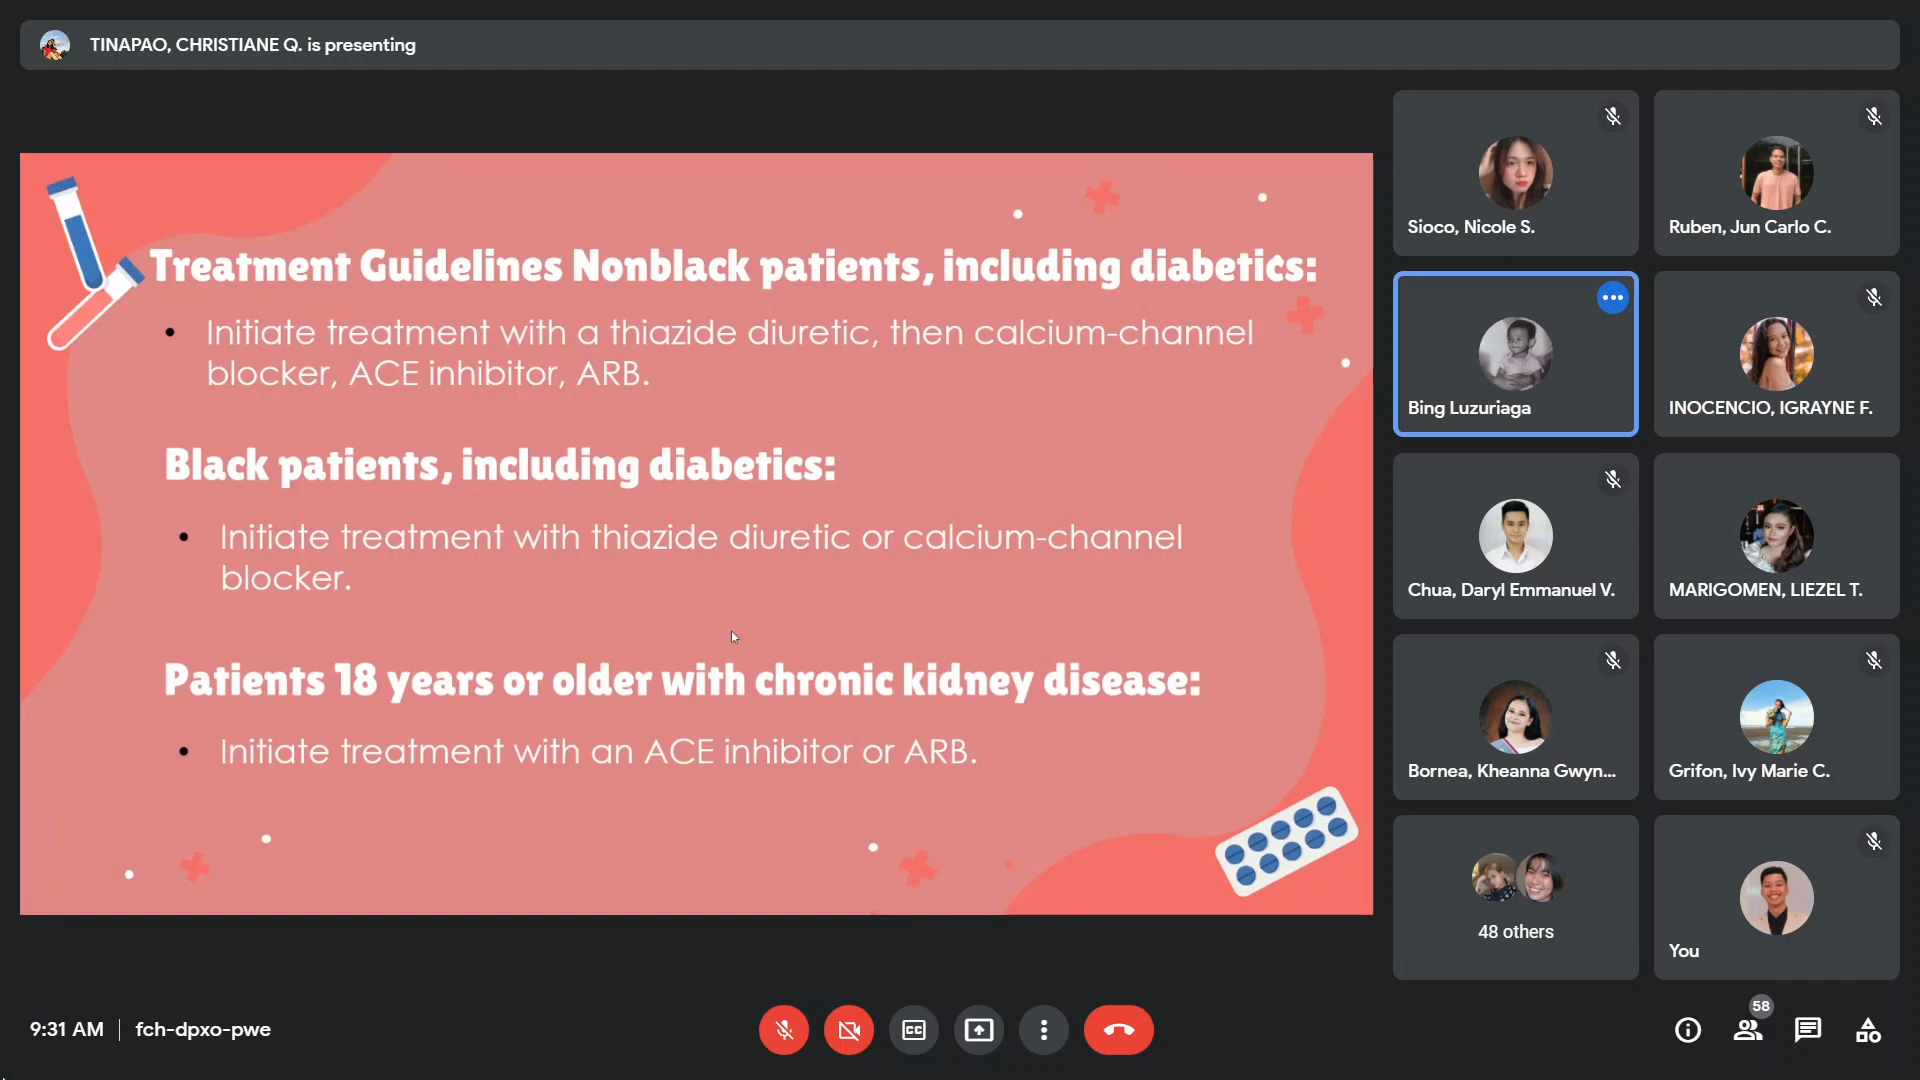 TINAPAO, CHRISTIANE Q. is presenting
Treatment Guidelines Nonblack patients, including diabetics:
• Initiate treatment with a thiazide diuretic, then calcium-channel
blocker, ACE inhibitor, ARB.
Black patients, including diabetics:
• Initiate treatment with thiazide diuretic or calcium-channel
blocker.
Patients 18 years or older with chronic kidney disease:
• Initiate treatment with an ACE inhibitor or ARB.
Sioco, Nicole S.
Ruben, Jun Carlo C.
Bing Luzuriaga
INOCENCIO, IGRAYNE F.
Chua, Daryl Emmanuel V.
MARIGOMEN, LIEZEL T.
Bornea, Kheanna Gwyn...
Grifon, Ivy Marie C.
48 others
You
9:31 AM | fch-dpxo-pwe
CC
58